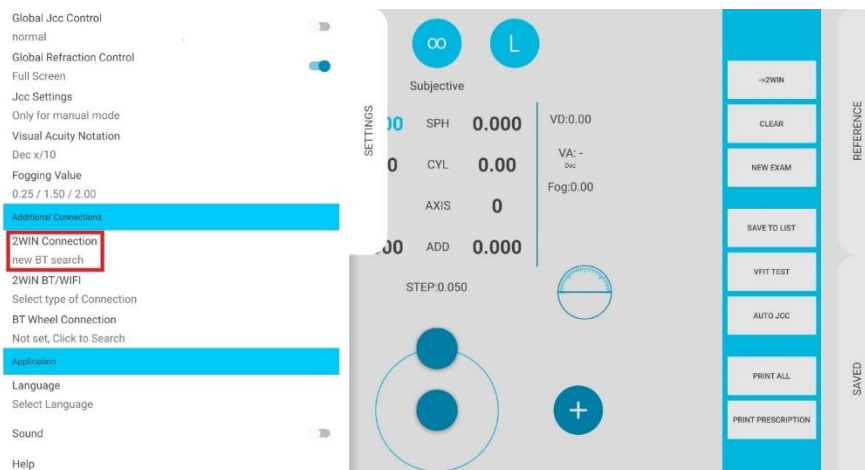 Global Jcc Control
normal
Global Refraction Control
Full Screen
Jcc Settings
Only for manual mode
Visual Acuity Notation
Dec x/10
Fogging Value
0.25 / 1.50 / 2.00
Additional Connections
2WIN Connection
new BT search
2WIN BT/WIFI
Select type of Connection
BT Wheel Connection
Not set, Click to Search
Application
Language
Select Language
Sound
Help
SETTINGS
∞ L
Subjective
00 SPH 0.000
0 CYL 0.00
AXIS 0
00 ADD 0.000
STEP:0.050
VD:0.00
VA: -
Dec
Fog:0.00
+
->2WIN
CLEAR
NEW EXAM
SAVE TO LIST
VFIT TEST
AUTO JCC
PRINT ALL
PRINT PRESCRIPTION
REFERENCE
SAVED